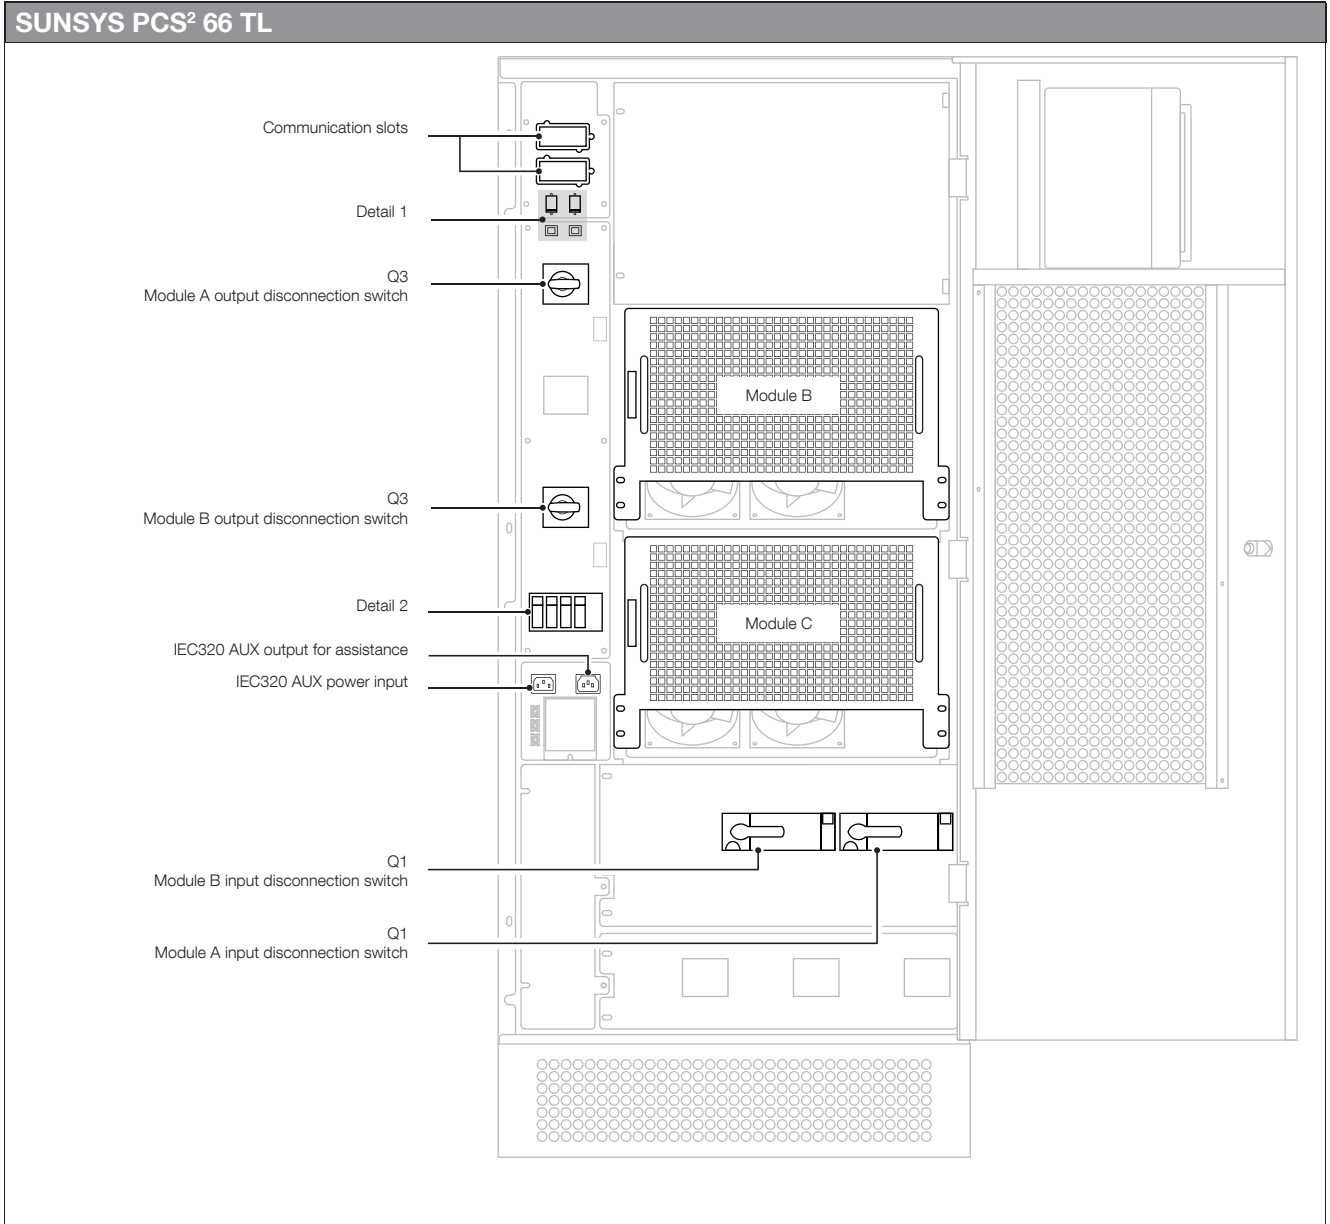 SUNSYS PCS² 66 TL
Communication slots
Detail 1
Q3
Module A output disconnection switch
Module B
Q3
Module B output disconnection switch
Detail 2
Module C
IEC320 AUX output for assistance
IEC320 AUX power input
Q1
Module B input disconnection switch
Q1
Module A input disconnection switch